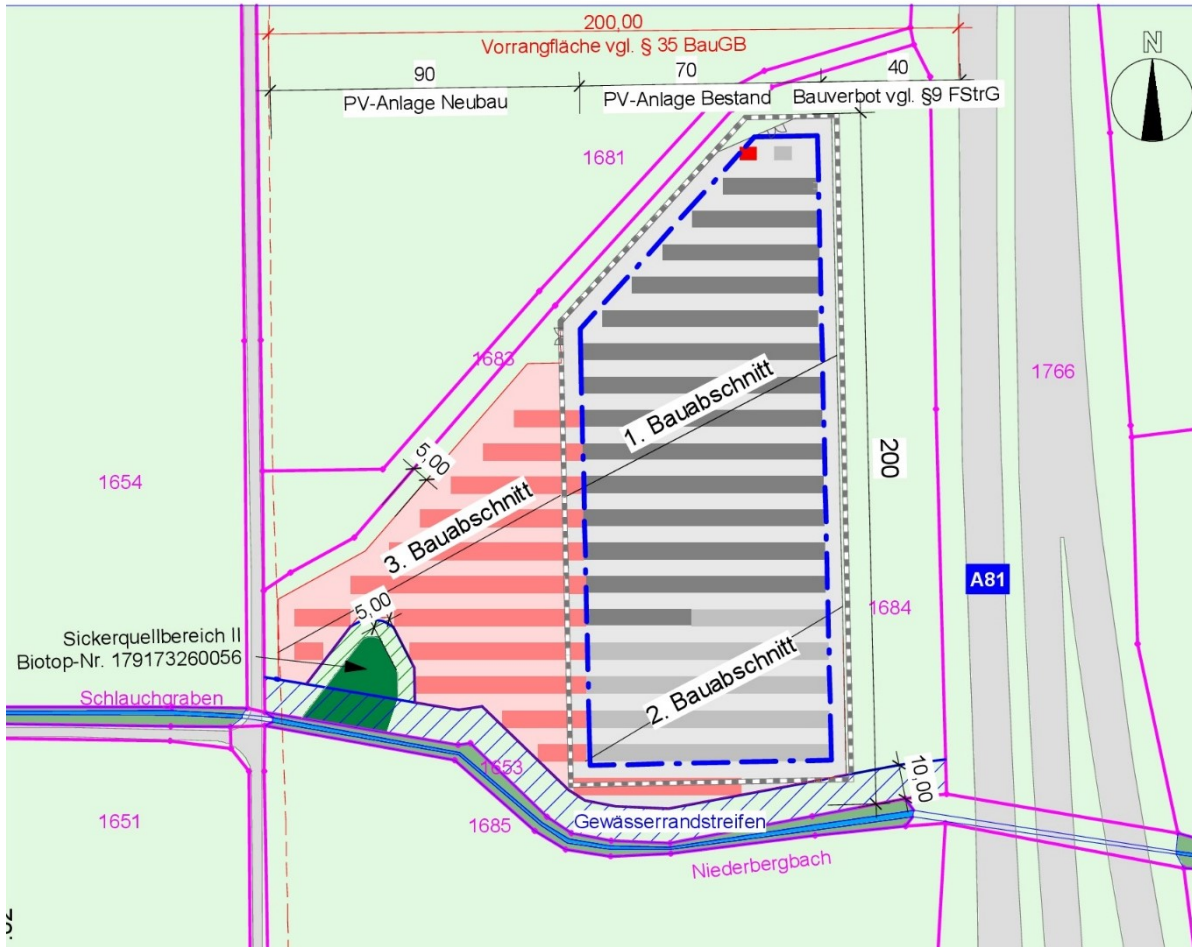 200,00
Vorrangfläche vgl. § 35 BauGB
90
70
40
PV-Anlage Neubau
PV-Anlage Bestand
Bauverbot vgl. §9 FStrG
N
1681
1683
1766
1. Bauabschnitt
200
5,00
1654
3. Bauabschnitt
A81
5,00
1684
Sickerquellbereich II
Biotop-Nr. 179173260056
2. Bauabschnitt
Schlauchgraben
1653
10,00
1651
1685
Gewässerrandstreifen
Niederbergbach